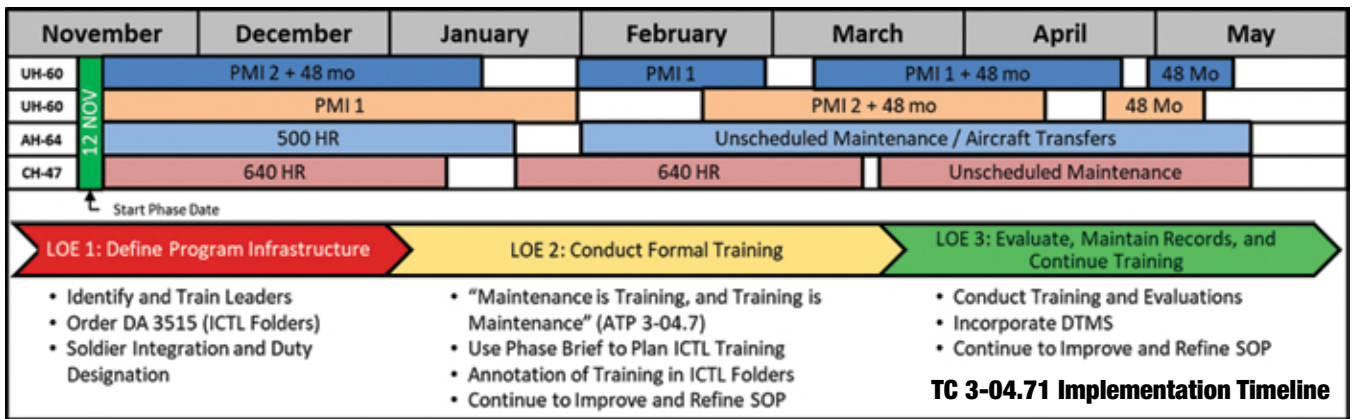 November December January February March April May
UH-60 PMI 2 + 48 mo PMI 1 PMI 1 + 48 mo 48 Mo
UH-60 PMI 1 PMI 2 + 48 mo 48 Mo
AH-64 500 HR Unscheduled Maintenance / Aircraft Transfers
CH-47 640 HR 640 HR Unscheduled Maintenance
12 NOV
Start Phase Date
LOE 1: Define Program Infrastructure
• Identify and Train Leaders
• Order DA 3515 (ICTL Folders)
• Soldier Integration and Duty
Designation
LOE 2: Conduct Formal Training
• "Maintenance is Training, and Training is
Maintenance" (ATP 3-04.7)
• Use Phase Brief to Plan ICTL Training
• Annotation of Training in ICTL Folders
• Continue to Improve and Refine SOP
LOE 3: Evaluate, Maintain Records, and
Continue Training
• Conduct Training and Evaluations
• Incorporate DTMS
• Continue to Improve and Refine SOP
TC 3-04.71 Implementation Timeline